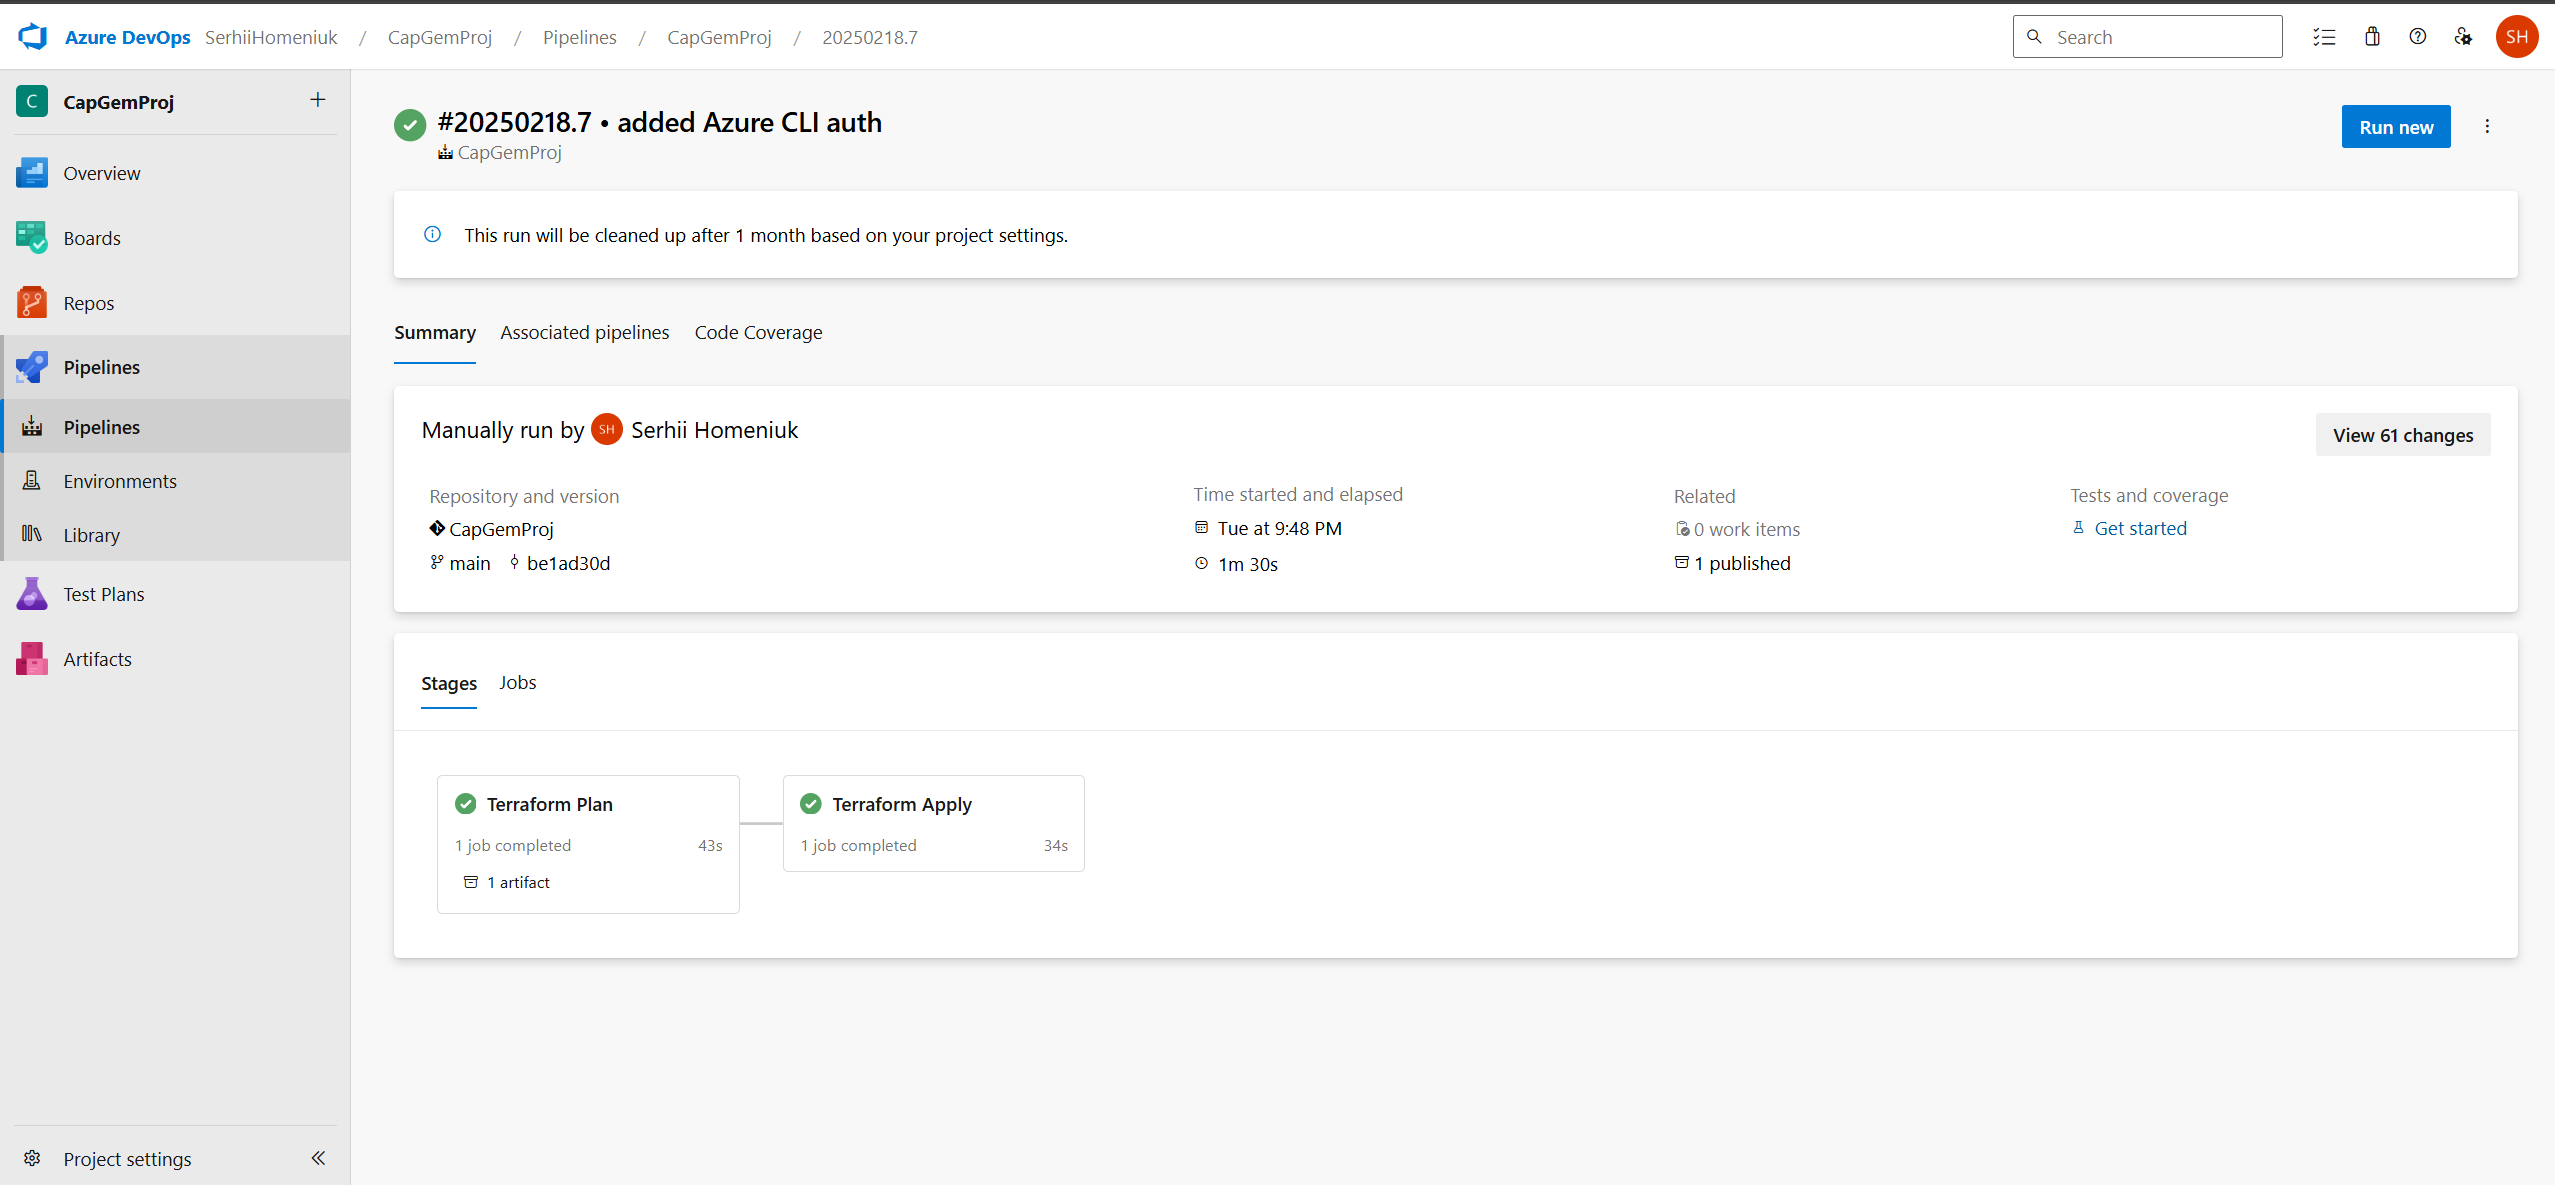 Azure DevOps SerhiiHomeniuk / CapGemProj / Pipelines / CapGemProj / 20250218.7
Search
SH
C CapGemProj
Overview
Boards
Repos
Pipelines
Pipelines
Environments
Library
Test Plans
Artifacts
Project settings
#20250218.7 • added Azure CLI auth
CapGemProj
Run new
This run will be cleaned up after 1 month based on your project settings.
Summary Associated pipelines Code Coverage
Manually run by SH Serhii Homeniuk
View 61 changes
Repository and version
CapGemProj
main be1ad30d
Time started and elapsed
Tue at 9:48 PM
1m 30s
Related
0 work items
1 published
Tests and coverage
Get started
Stages Jobs
Terraform Plan
1 job completed 43s
1 artifact
Terraform Apply
1 job completed 34s